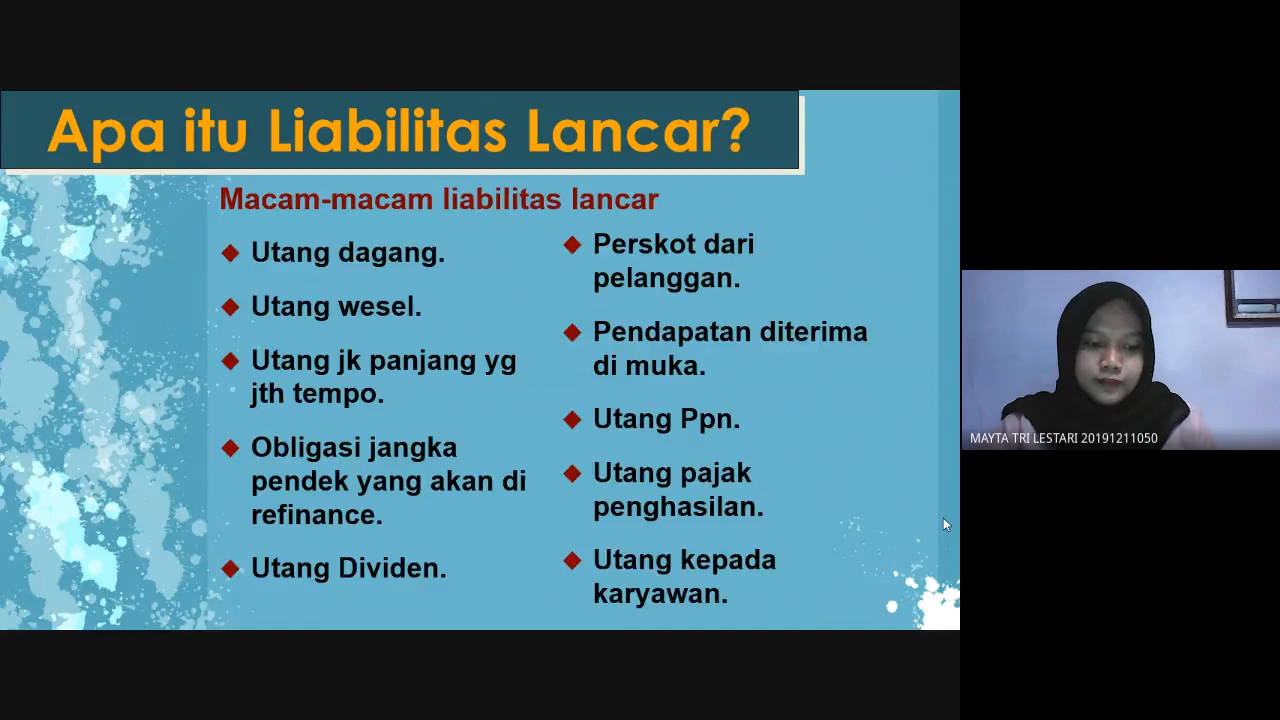 Apa itu Liabilitas Lancar?
Macam-macam liabilitas lancar
Utang dagang.
Utang wesel.
Utang jk panjang yg
jth tempo.
Obligasi jangka
pendek yang akan di
refinance.
Utang Dividen.
Perskot dari
pelanggan.
Pendapatan diterima
di muka.
Utang Ppn.
Utang pajak
penghasilan.
Utang kepada
karyawan.
MAYTA TRI LESTARI 20191211050